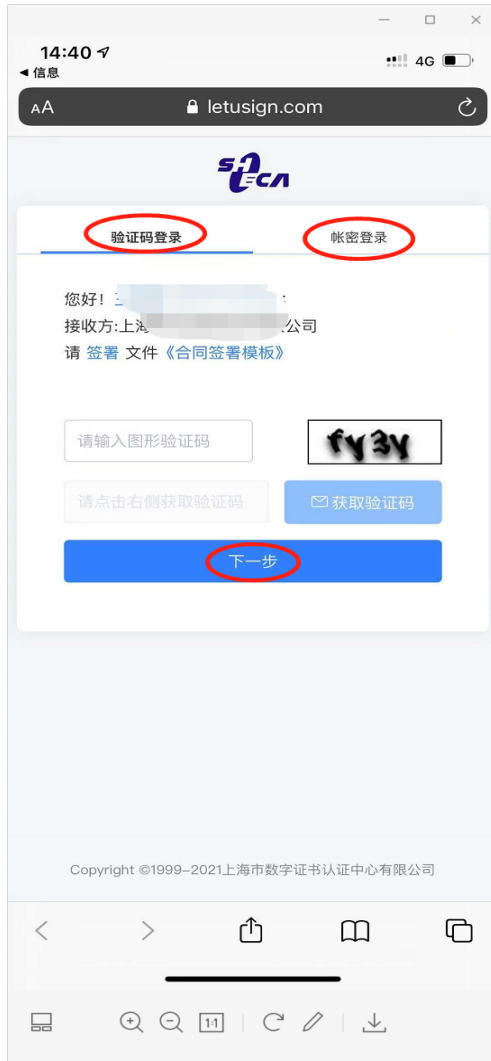 14:40
信息
4G
AA letusign.com
SHECA
验证码登录 帐密登录
您好!
接收方:上海 公司
请 签署 文件《合同签署模板》
请输入图形验证码 fy3y
请点击右侧获取验证码 获取验证码
下一步
Copyright ©1999-2021上海市数字证书认证中心有限公司
1:1